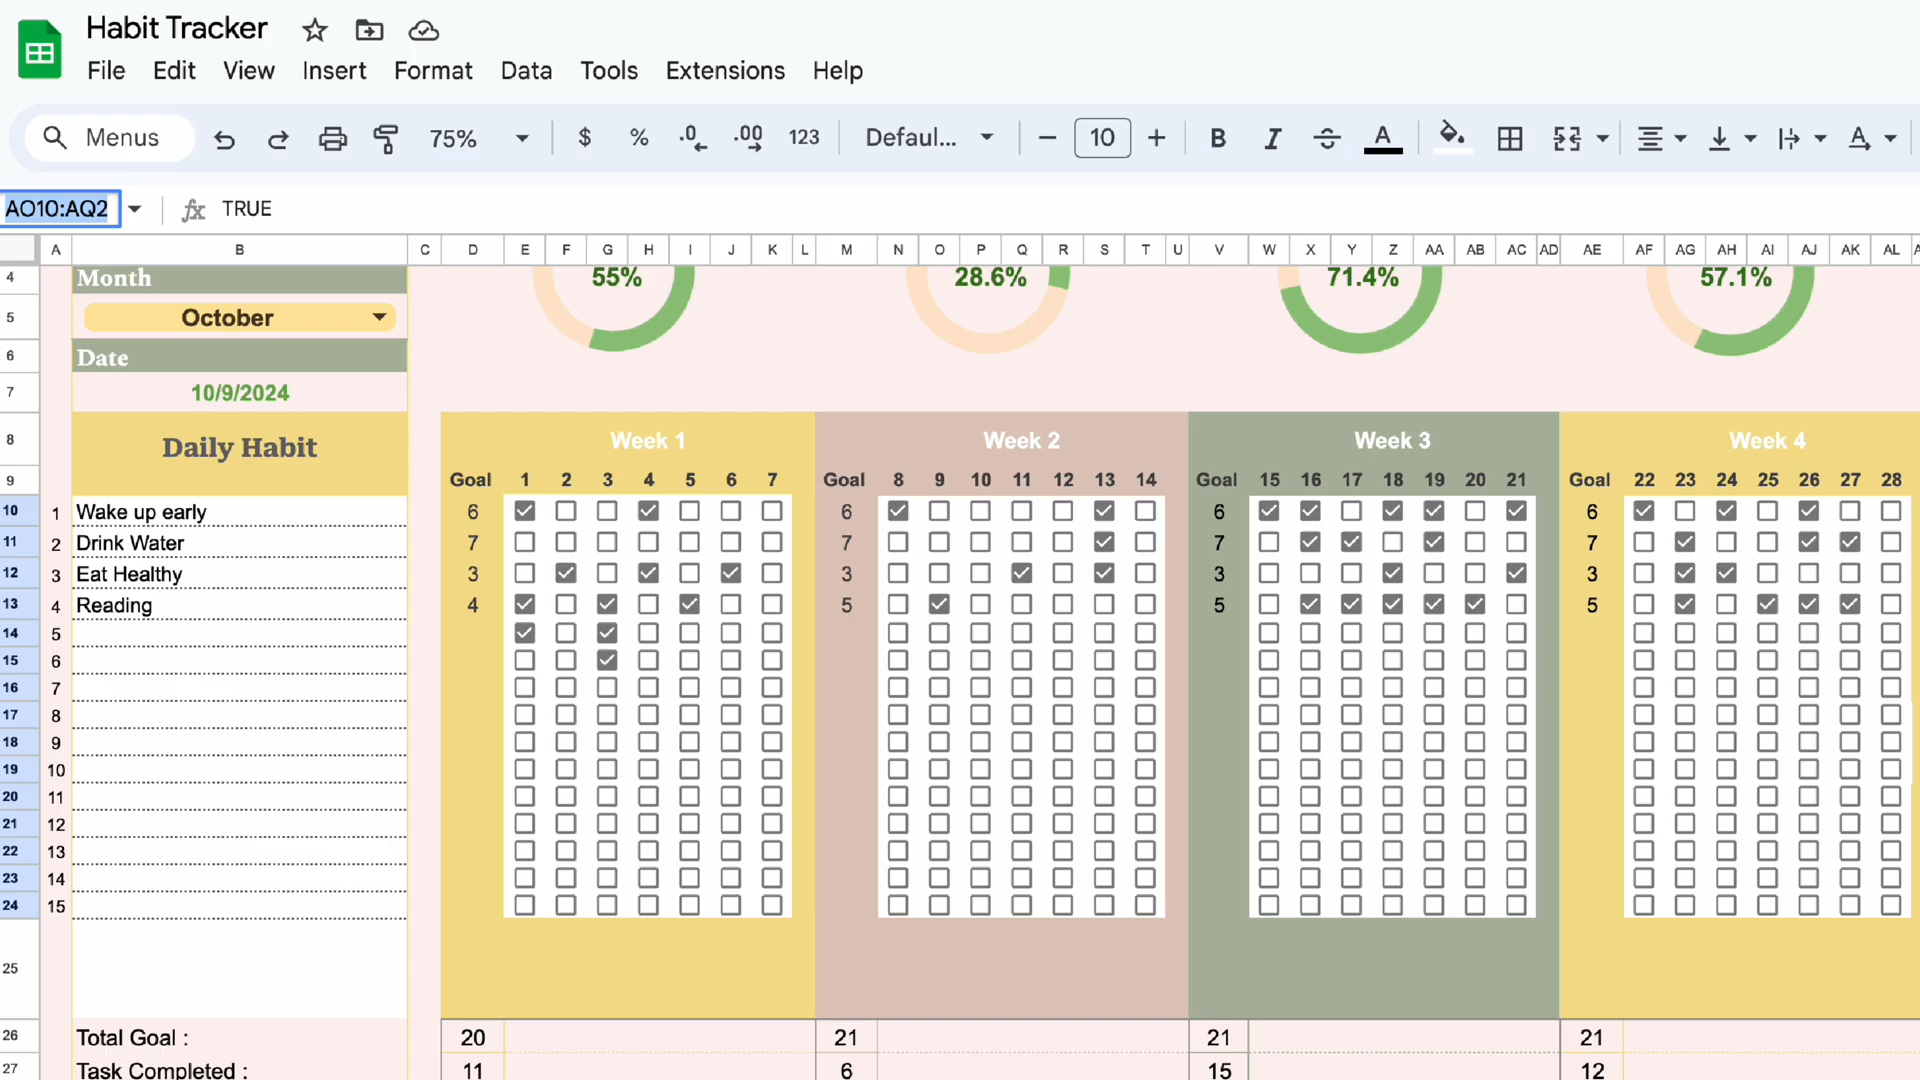 Habit Tracker
File Edit View Insert Format Data Tools Extensions Help
Menus 75% $ % .0 .00 123 Defaul... 10 B I A A
AO10:AQ2 fx TRUE
A B C D E F G H I J K L M N O P Q R S T U V W X Y Z AA AB AC AD AE AF AG AH AI AJ AK AL
4 Month 55% 28.6% 71.4% 57.1%
5 October
6 Date
7 10/9/2024
8 Daily Habit Week 1 Week 2 Week 3 Week 4
9 Goal 1 2 3 4 5 6 7 Goal 8 9 10 11 12 13 14 Goal 15 16 17 18 19 20 21 Goal 22 23 24 25 26 27 28
10 1 Wake up early 6 6 6 6
11 2 Drink Water 7 7 7 7
12 3 Eat Healthy 3 3 3 3
13 4 Reading 4 5 5 5
14 5
15 6
16 7
17 8
18 9
19 10
20 11
21 12
22 13
23 14
24 15
25
26 Total Goal : 20 21 21 21
27 Task Completed : 11 6 15 12